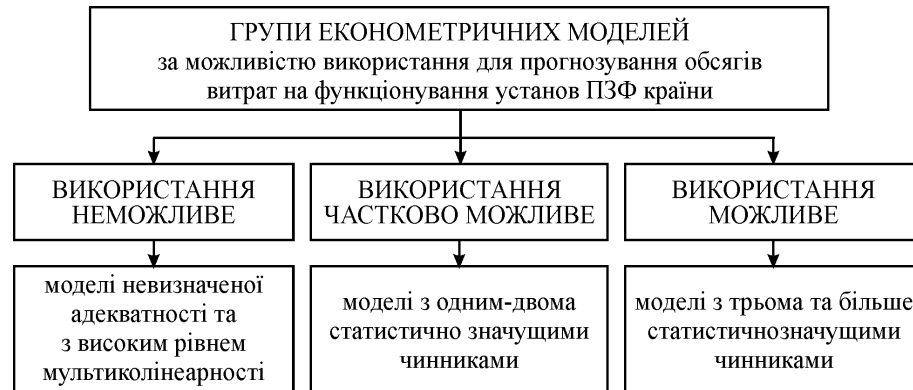 ГРУПИ ЕКОНОМЕТРИЧНИХ МОДЕЛЕЙ
за можливістю використання для прогнозування обсягів
витрат на функціонування установ ПЗФ країни
ВИКОРИСТАННЯ
НЕМОЖЛИВЕ
ВИКОРИСТАННЯ
ЧАСТКОВО МОЖЛИВЕ
ВИКОРИСТАННЯ
МОЖЛИВЕ
моделі невизначеної
адекватності та
з високим рівнем
мультиколінеарності
моделі з одним-двома
статистично значущими
чинниками
моделі з трьома та більше
статистичнозначущими
чинниками